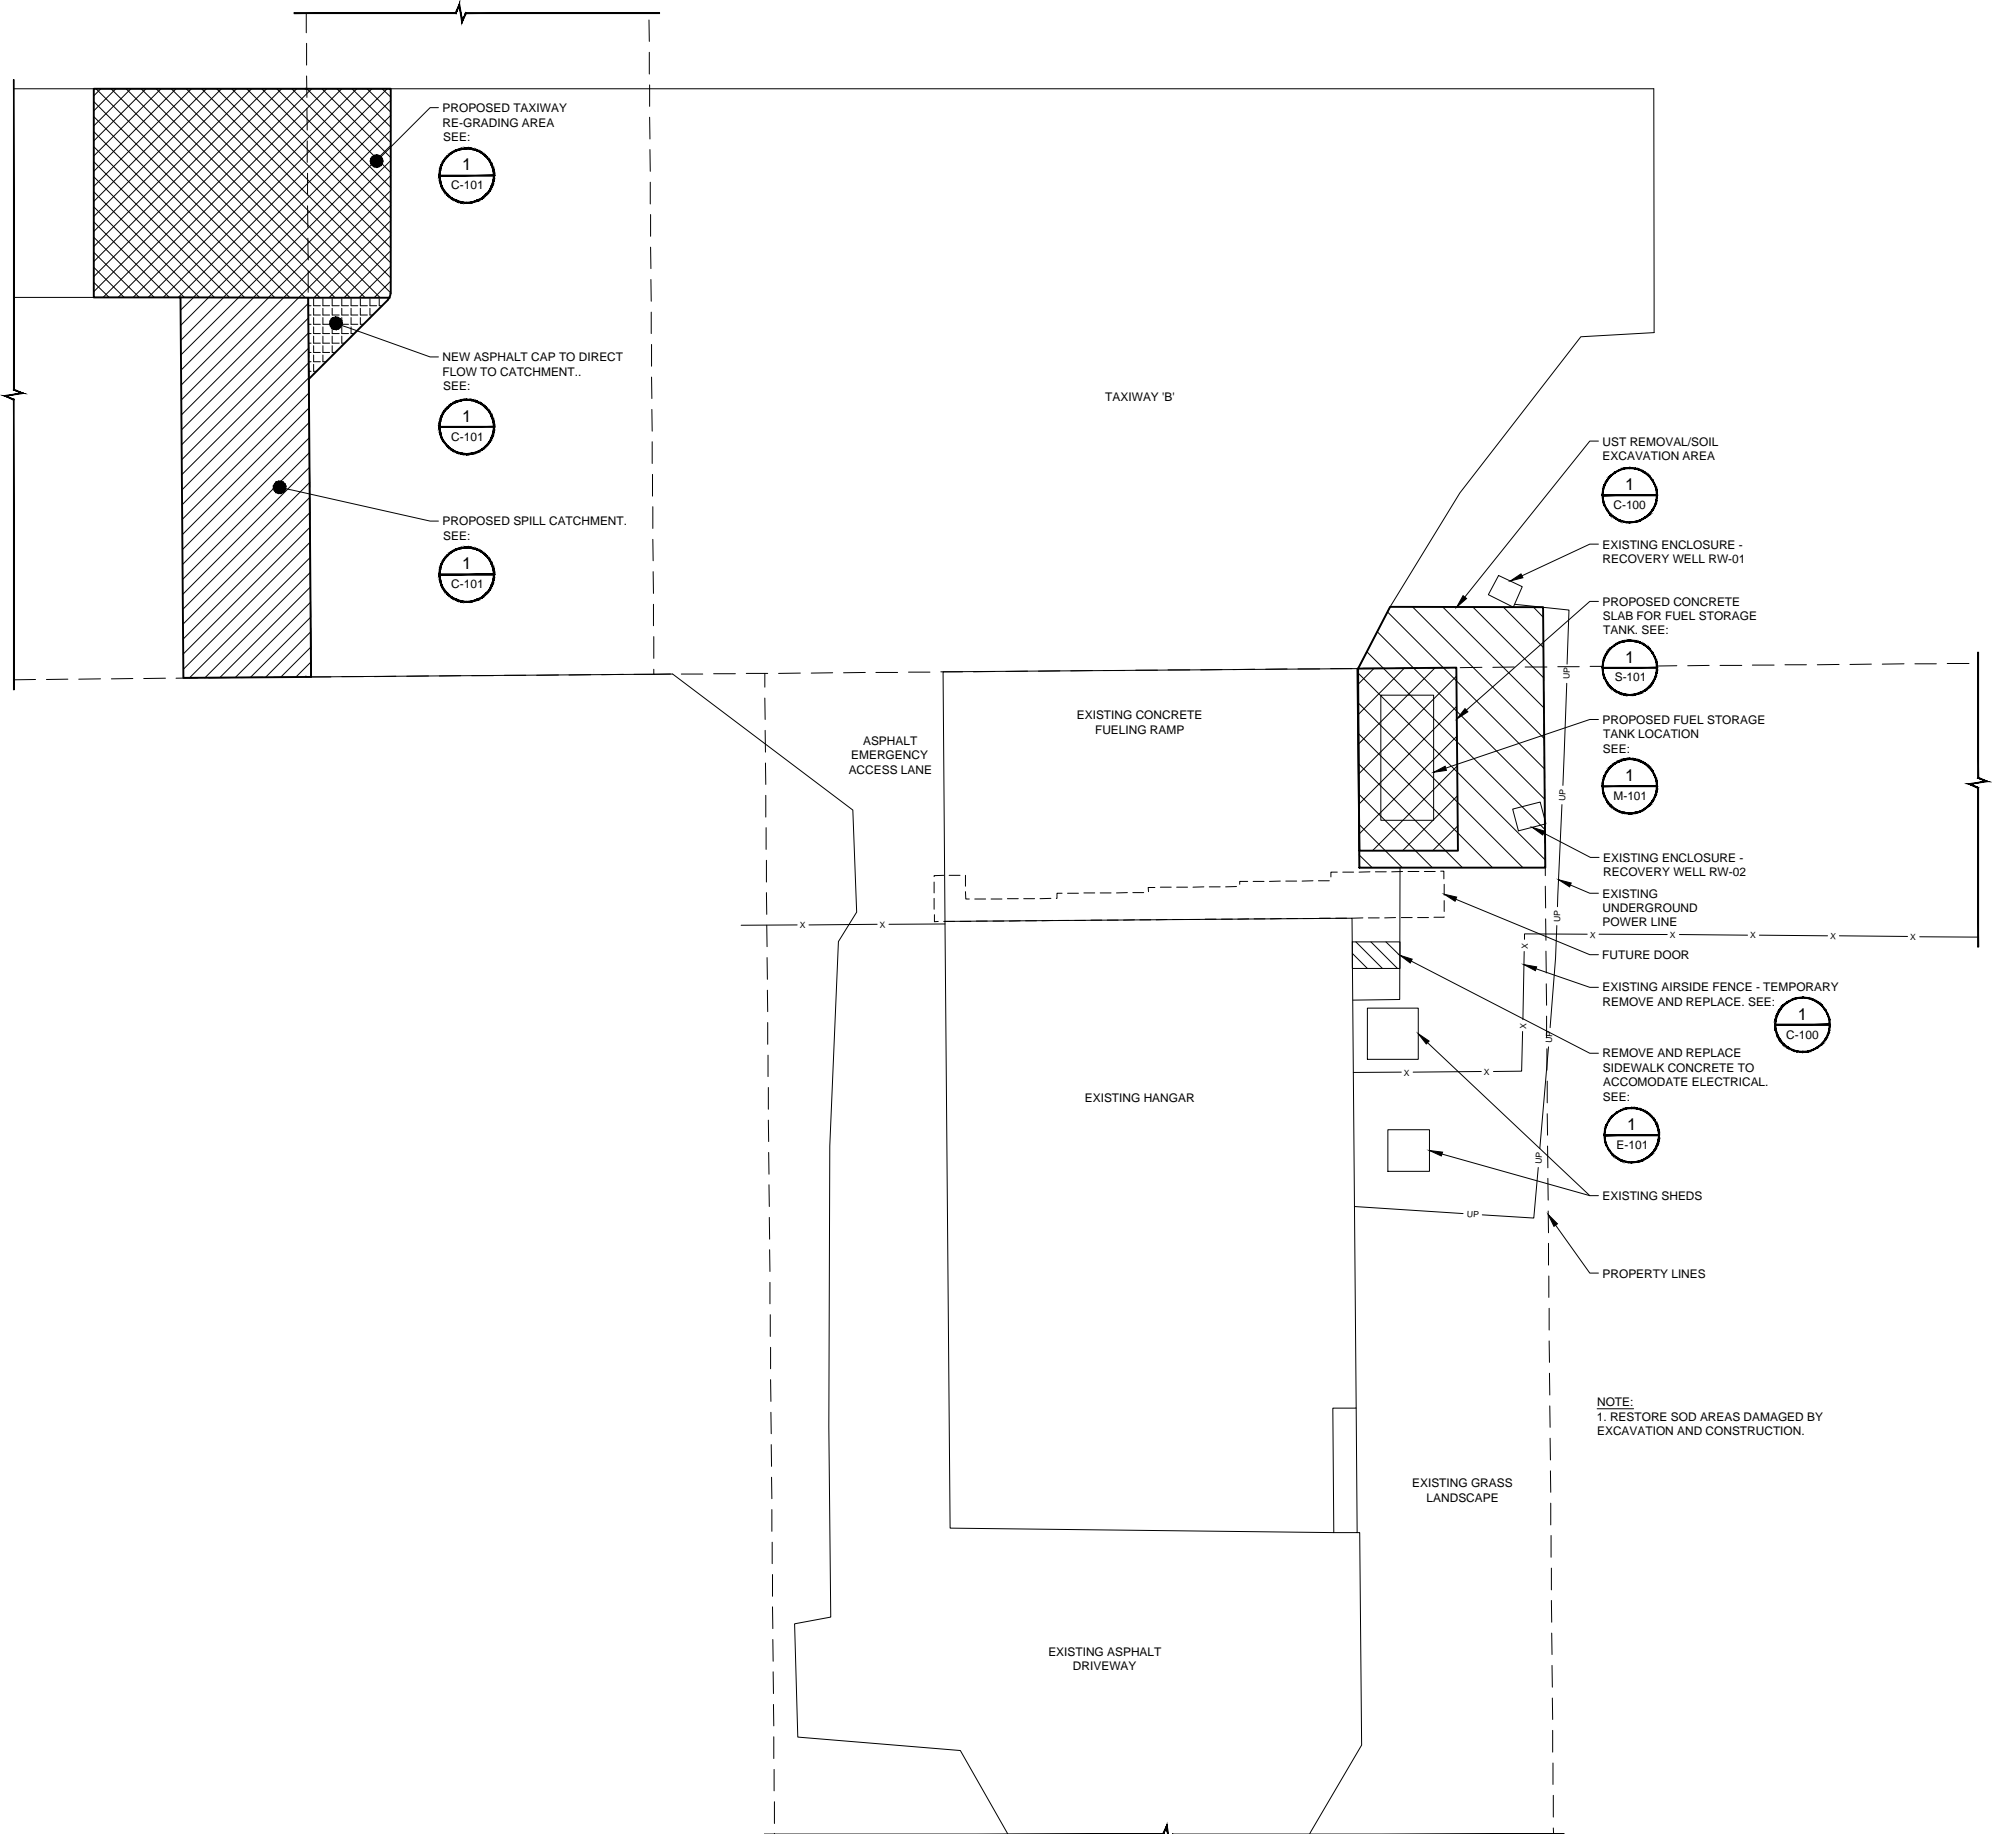 PROPOSED TAXIWAY
RE-GRADING AREA
SEE:
1
C-101
NEW ASPHALT CAP TO DIRECT
FLOW TO CATCHMENT..
SEE:
1
C-101
PROPOSED SPILL CATCHMENT.
SEE:
1
C-101
TAXIWAY 'B'
UST REMOVAL/SOIL
EXCAVATION AREA
1
C-100
EXISTING ENCLOSURE -
RECOVERY WELL RW-01
PROPOSED CONCRETE
SLAB FOR FUEL STORAGE
TANK. SEE:
1
S-101
PROPOSED FUEL STORAGE
TANK LOCATION
SEE:
1
M-101
EXISTING ENCLOSURE -
RECOVERY WELL RW-02
EXISTING
UNDERGROUND
POWER LINE
FUTURE DOOR
EXISTING AIRSIDE FENCE - TEMPORARY
REMOVE AND REPLACE. SEE:
1
C-100
REMOVE AND REPLACE
SIDEWALK CONCRETE TO
ACCOMODATE ELECTRICAL.
SEE:
1
E-101
EXISTING SHEDS
PROPERTY LINES
EXISTING CONCRETE
FUELING RAMP
ASPHALT
EMERGENCY
ACCESS LANE
X
X
X
X
X
X
X
X
X
X
X
UP
UP
UP
UP
UP
UP
EXISTING HANGAR
NOTE:
1. RESTORE SOD AREAS DAMAGED BY
EXCAVATION AND CONSTRUCTION.
EXISTING GRASS
LANDSCAPE
EXISTING ASPHALT
DRIVEWAY